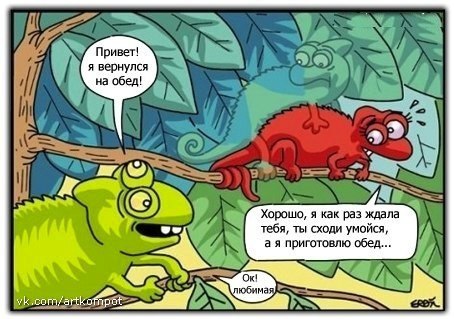 Привет!
я вернулся
на обед!
Хорошо, я как раз ждала
тебя, ты сходи умойся,
а я приготовлю обед...
Ок!
любимая
vk.com/artkompot